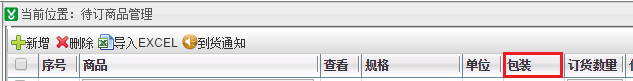 当前位置：待订商品管理
新增 删除 导入EXCEL 到货通知
序号 商品 查看 规格 单位 包装 订货数量